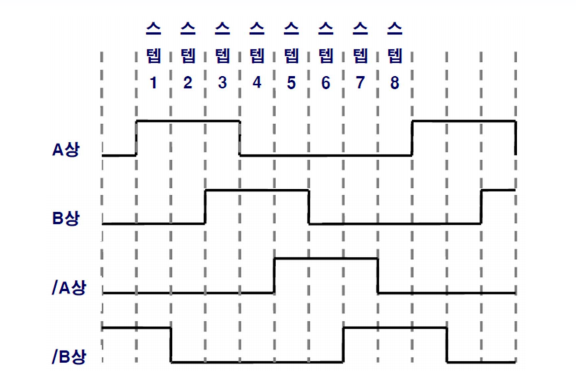 스 스 스 스 스 스 스 스
텝 텝 텝 텝 텝 텝 텝 텝
1 2 3 4 5 6 7 8
A상
B상
/A상
/B상